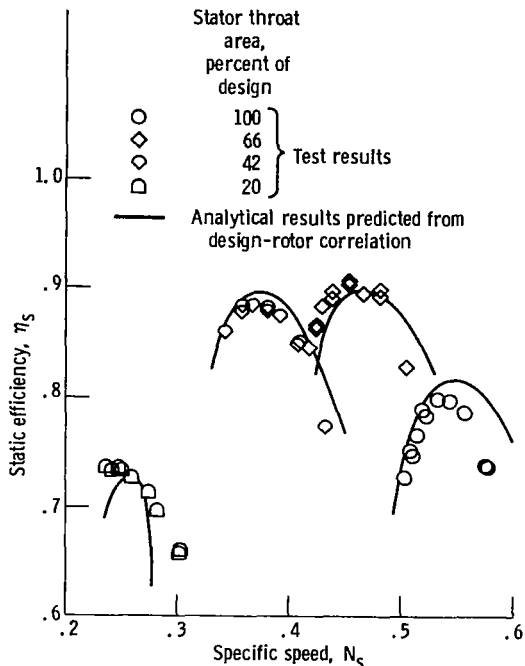 Stator throat
area,
percent of
design
100
66
42
20
Test results
Analytical results predicted from
design-rotor correlation
1.0
.9
.8
.7
.6
Static efficiency, ηs
.2
.3
.4
.5
.6
Specific speed, Ns